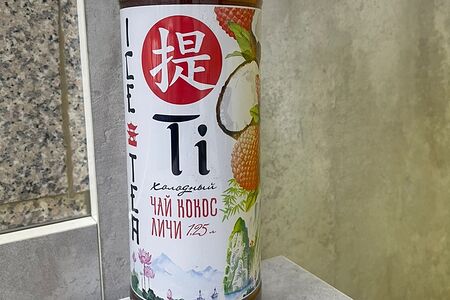 ICE TEA
提
Ti
Холодный
ЧАЙ КОКОС
ЛИЧИ 1.25 л